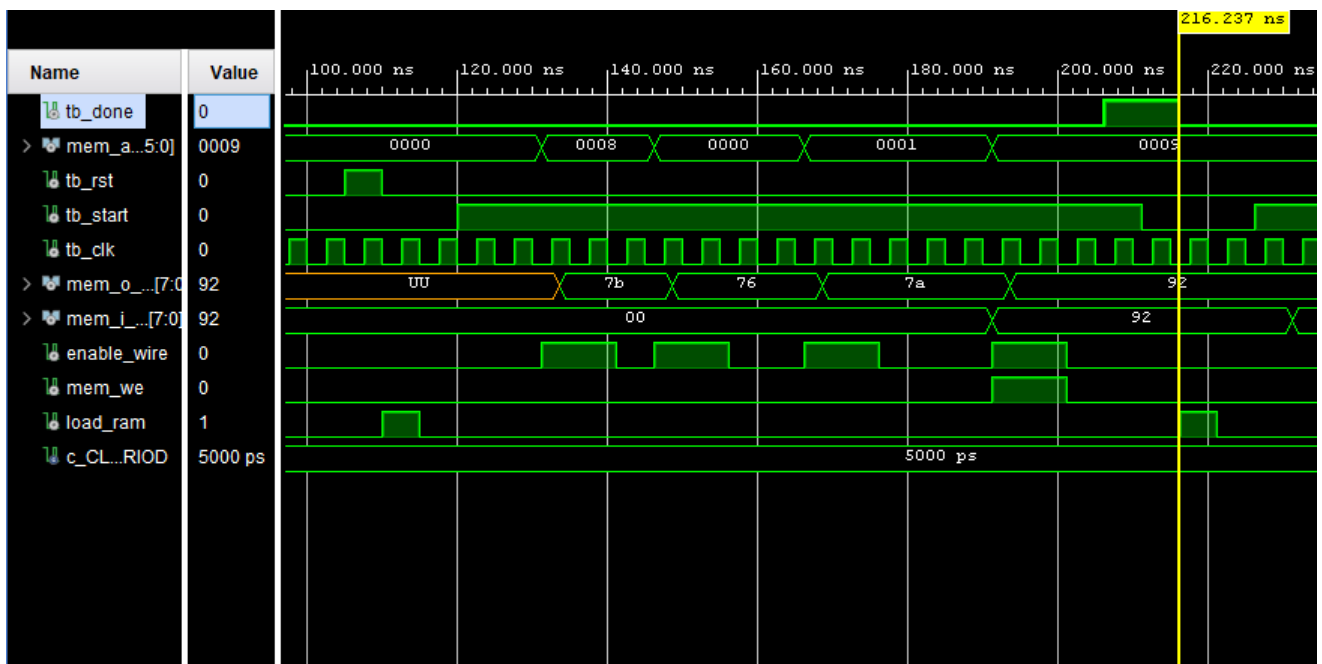 216.237 ns
Name Value
100.000 ns 120.000 ns 140.000 ns 160.000 ns 180.000 ns 200.000 ns 220.000 ns
tb_done 0
mem_a...5:0] 0009 0000 0008 0000 0001 0009
tb_rst 0
tb_start 0
tb_clk 0
mem_o_...[7:0 92 UU 7b 76 7a 92
mem_i_...[7:0] 92 00 92
enable_wire 0
mem_we 0
load_ram 1
c_CL...RIOD 5000 ps 5000 ps